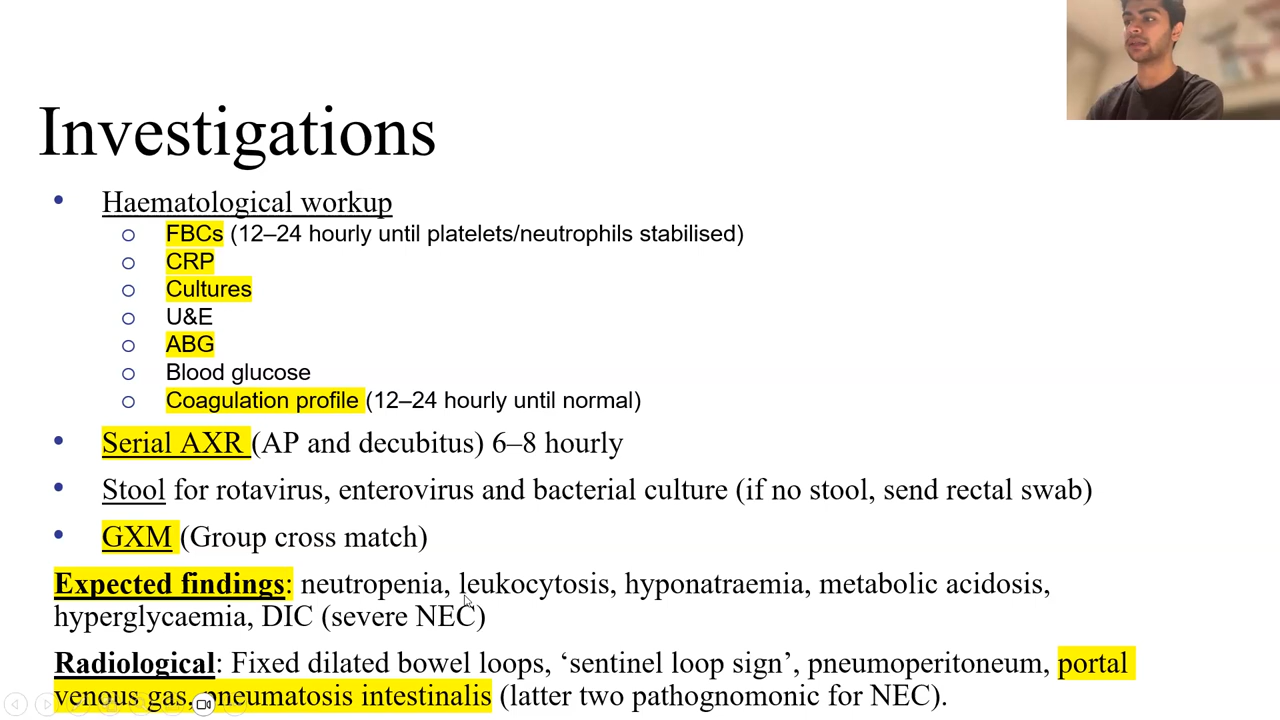 Investigations
• Haematological workup
o FBCs (12–24 hourly until platelets/neutrophils stabilised)
o CRP
o Cultures
o U&E
o ABG
o Blood glucose
o Coagulation profile (12–24 hourly until normal)
• Serial AXR (AP and decubitus) 6–8 hourly
• Stool for rotavirus, enterovirus and bacterial culture (if no stool, send rectal swab)
• GXM (Group cross match)
Expected findings: neutropenia, leukocytosis, hyponatraemia, metabolic acidosis,
hyperglycaemia, DIC (severe NEC)
Radiological: Fixed dilated bowel loops, ‘sentinel loop sign’, pneumoperitoneum, portal
venous gas, pneumatosis intestinalis (latter two pathognomonic for NEC).